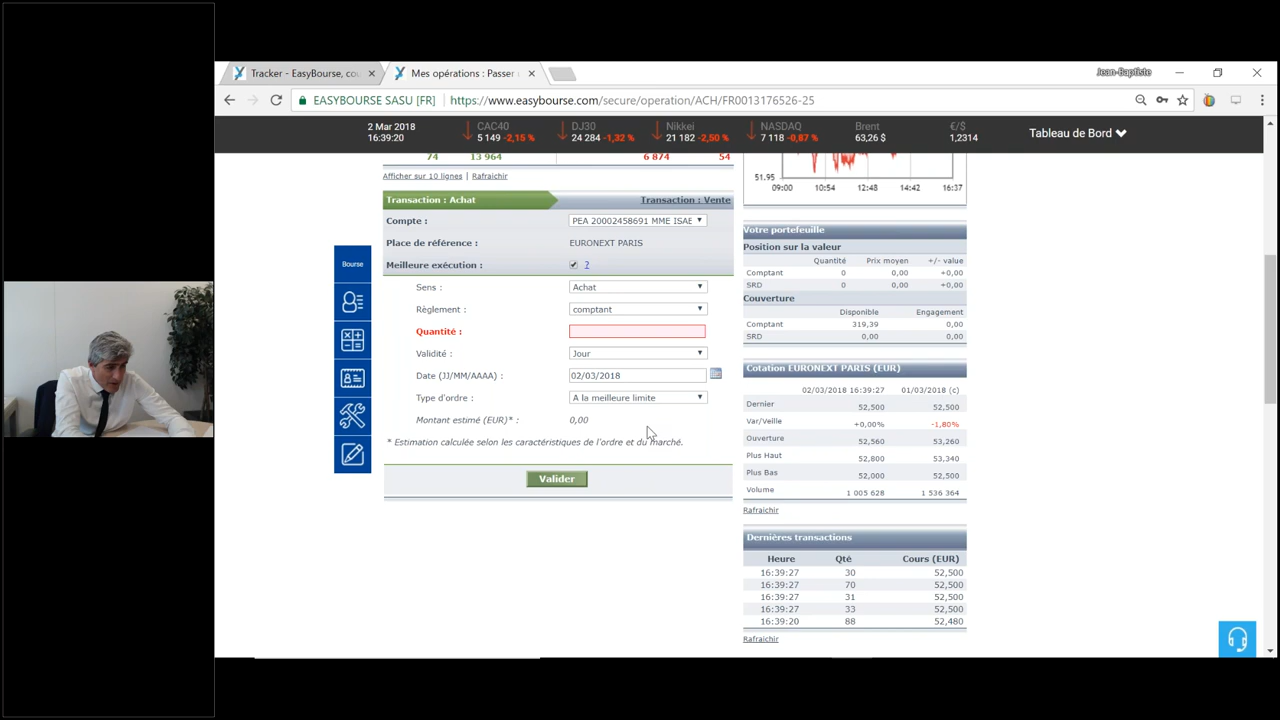 Tracker - EasyBourse, cou
Mes opérations : Passer
Jean-Baptiste
EASYBOURSE SASU [FR]
https://www.easybourse.com/secure/operation/ACH/FR0013176526-25
2 Mar 2018
16:39:20
CAC40
5 149 -2,15 %
DJ30
24 284 -1,32 %
Nikkei
21 182 -2,50 %
NASDAQ
7 118 -0,87 %
Brent
63,26 $
€/$
1,2314
Tableau de Bord
74 13 964 6 874 54
Afficher sur 10 lignes | Rafraichir
Transaction : Achat
Transaction : Vente
Compte : PEA 20002458691 MME ISAE
Place de référence : EURONEXT PARIS
Meilleure exécution : ?
Sens : Achat
Règlement : comptant
Quantité :
Validité : Jour
Date (JJ/MM/AAAA) : 02/03/2018
Type d'ordre : A la meilleure limite
Montant estimé (EUR)* : 0,00
* Estimation calculée selon les caractéristiques de l'ordre et du marché.
Valider
Bourse
51.95
09:00 10:54 12:48 14:42 16:37
Votre portefeuille
Position sur la valeur
Quantité Prix moyen +/- value
Comptant 0 0,00 +0,00
SRD 0 0,00 +0,00
Couverture
Disponible Engagement
Comptant 319,39 0,00
SRD 0,00 0,00
Cotation EURONEXT PARIS (EUR)
02/03/2018 16:39:27 01/03/2018 (c)
Dernier 52,500 52,500
Var/Veille +0,00% -1,80%
Ouverture 52,560 53,260
Plus Haut 52,800 53,340
Plus Bas 52,000 52,500
Volume 1 005 628 1 536 364
Rafraichir
Dernières transactions
Heure Qté Cours (EUR)
16:39:27 30 52,500
16:39:27 70 52,500
16:39:27 31 52,500
16:39:27 33 52,500
16:39:20 88 52,480
Rafraichir